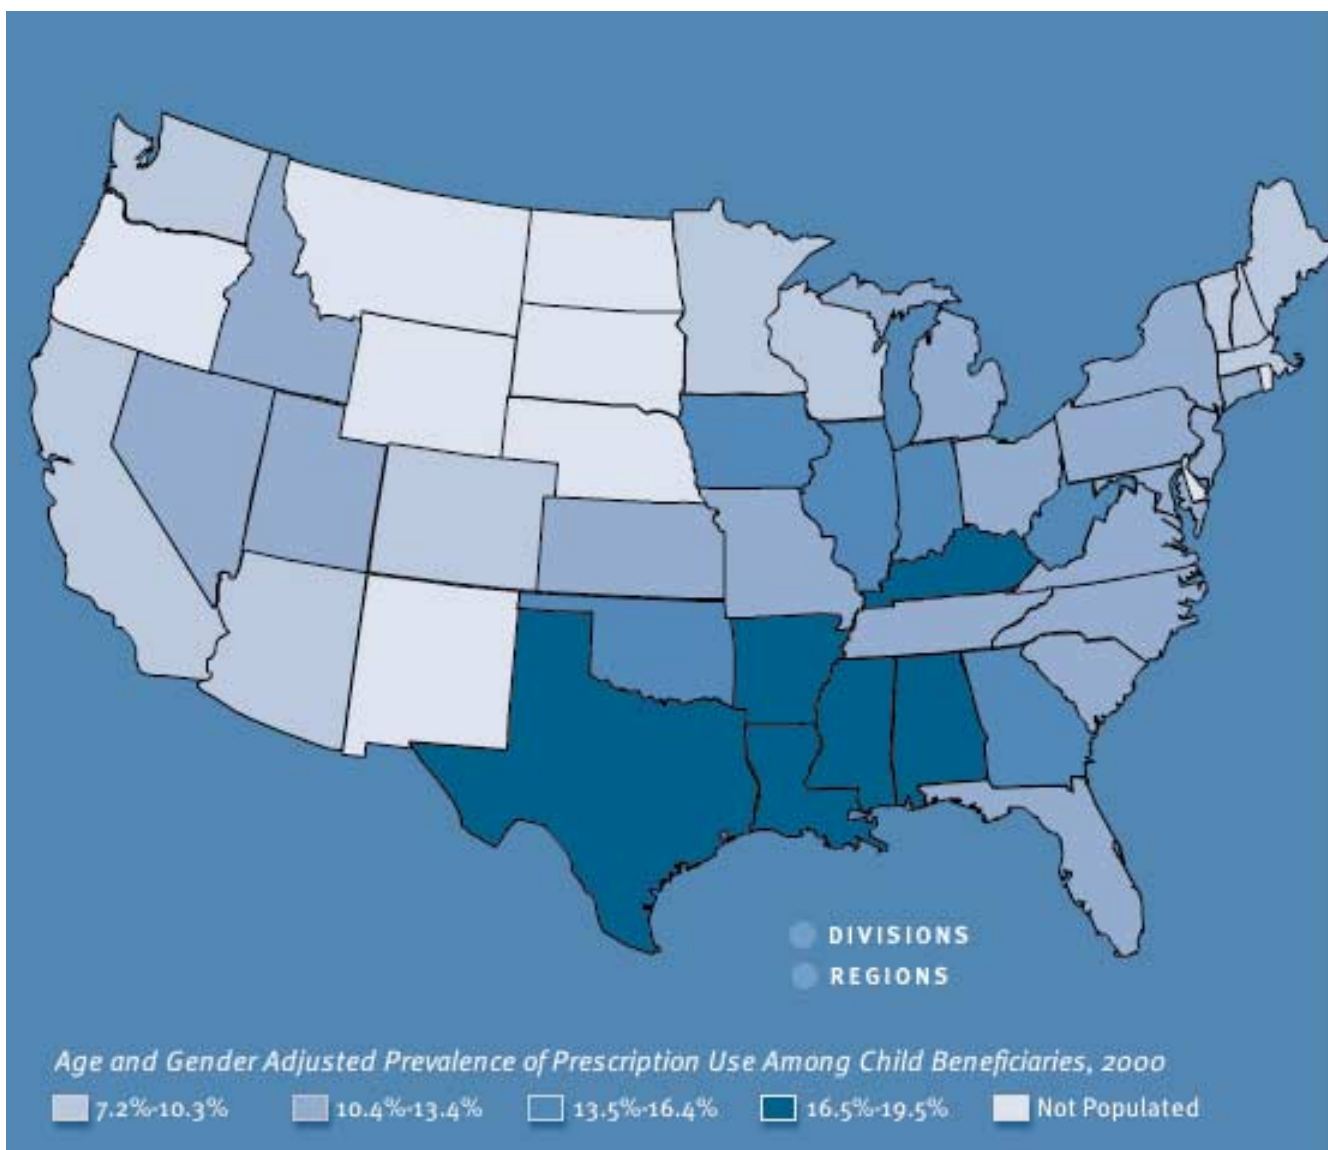 DIVISIONS
REGIONS
Age and Gender Adjusted Prevalence of Prescription Use Among Child Beneficiaries, 2000
7.2%-10.3% 10.4%-13.4% 13.5%-16.4% 16.5%-19.5% Not Populated